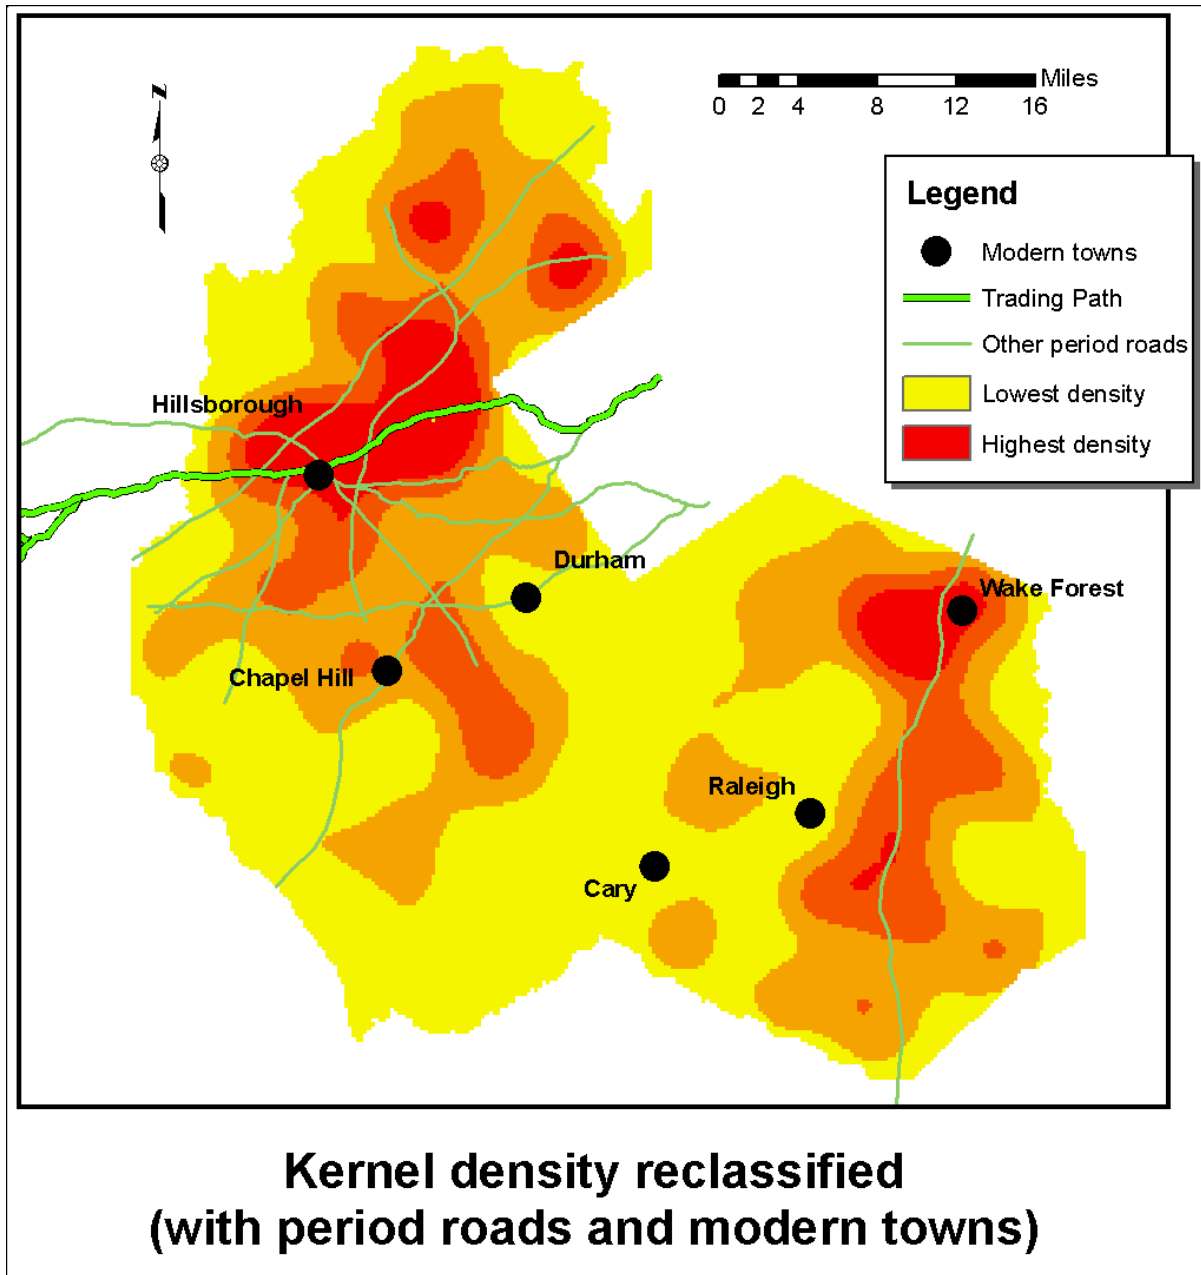 N
Miles
0 2 4 8 12 16
Legend
Modern towns
Trading Path
Other period roads
Lowest density
Highest density
Hillsborough
Durham
Wake Forest
Chapel Hill
Raleigh
Cary
Kernel density reclassified
(with period roads and modern towns)